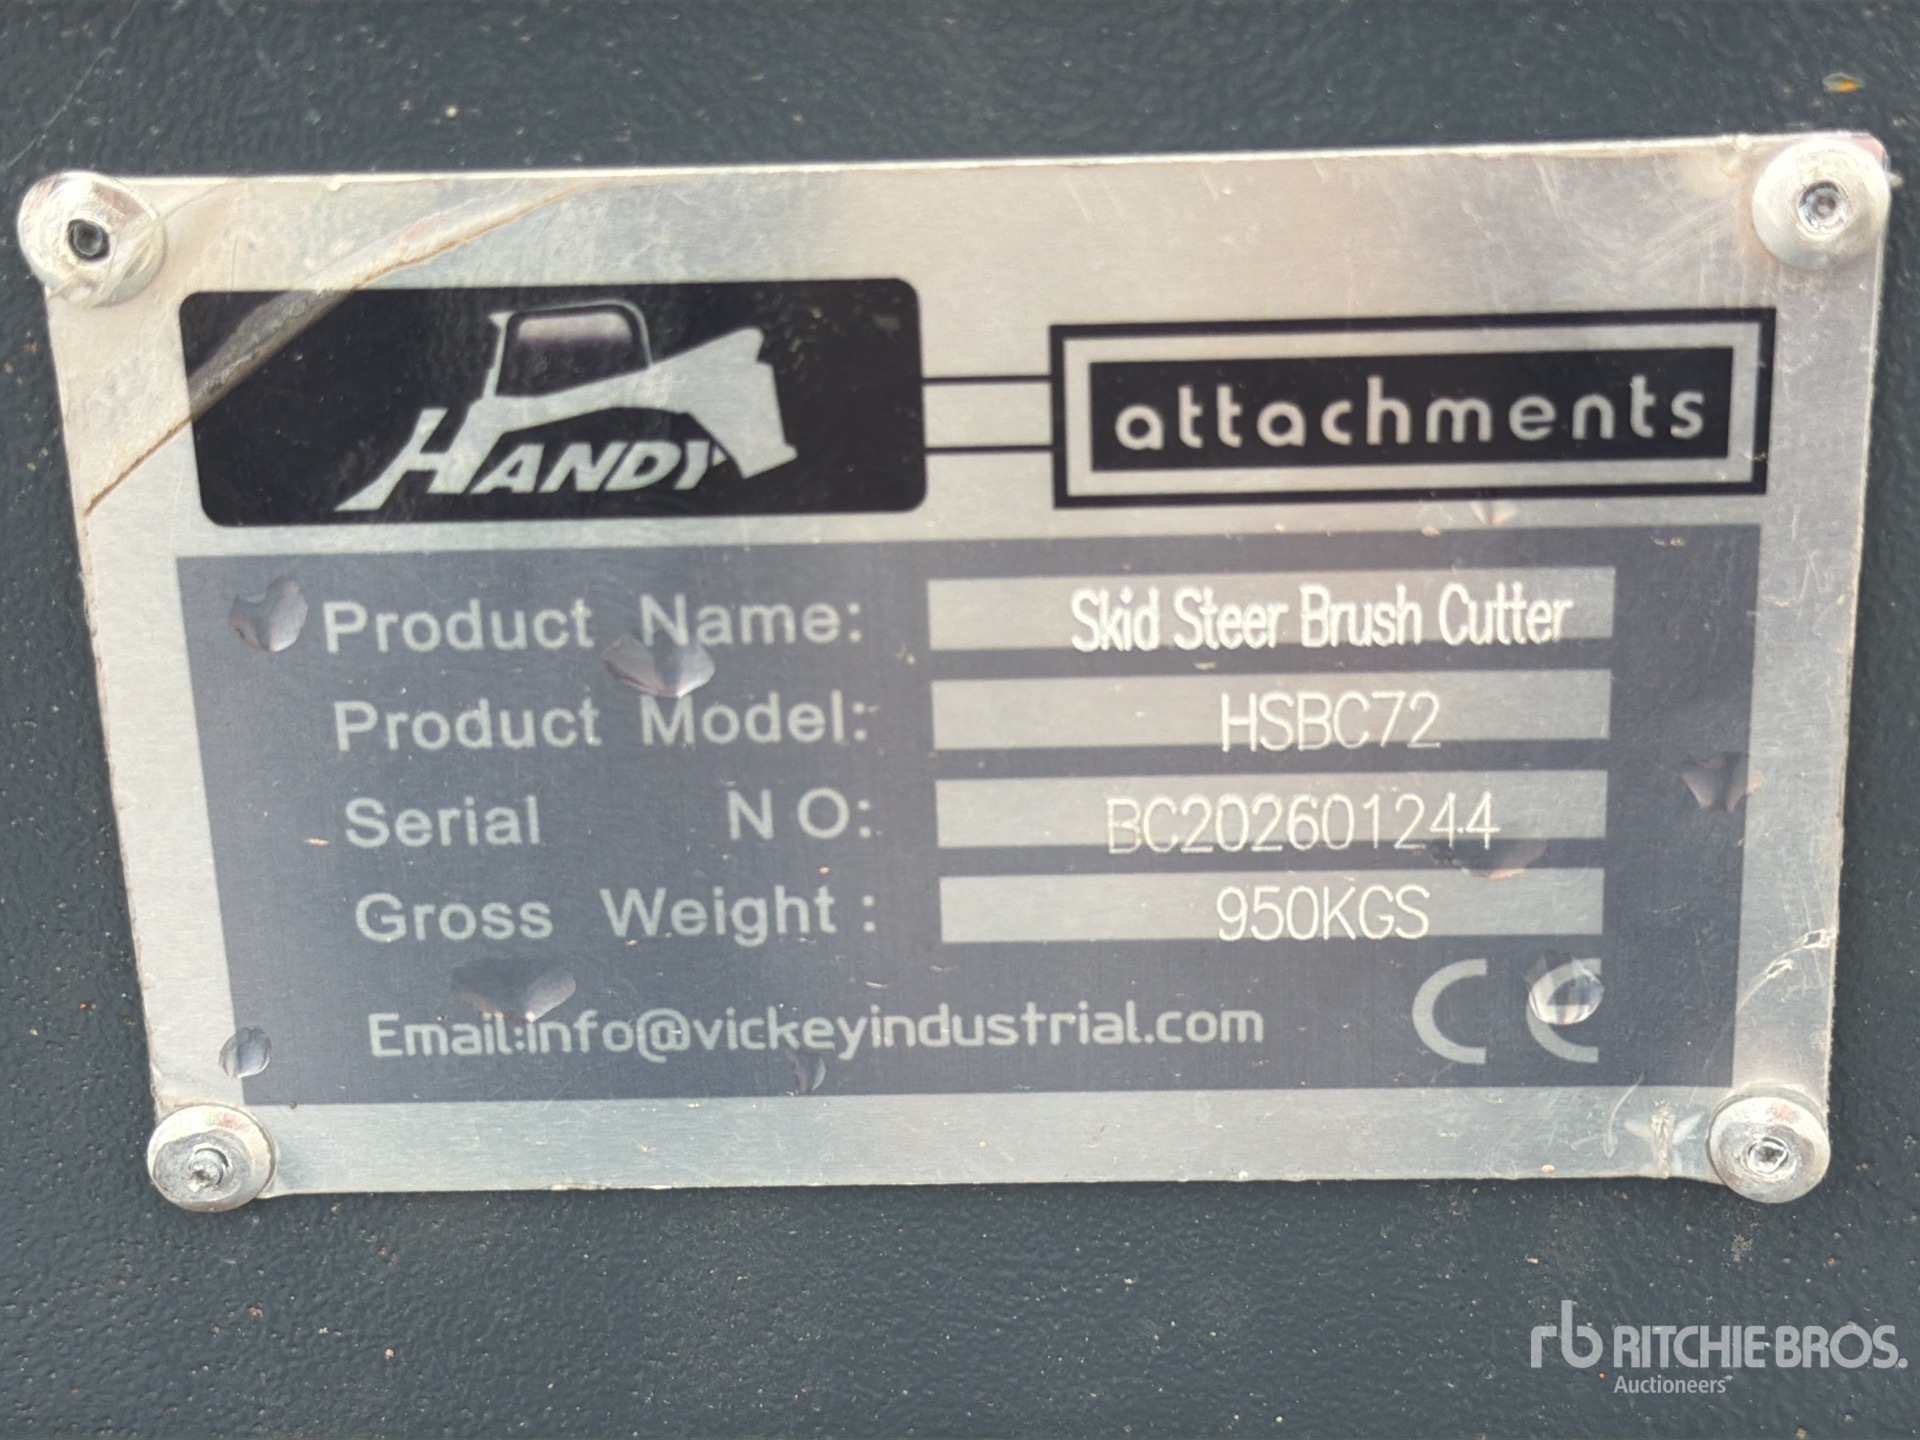 HANDY
attachments
Product Name: Skid Steer Brush Cutter
Product Model: HSBC72
Serial NO: BC202601244
Gross Weight: 950KGS
Email:info@vickeyindustrial.com CE
rb RITCHIE BROS.
Auctioneers